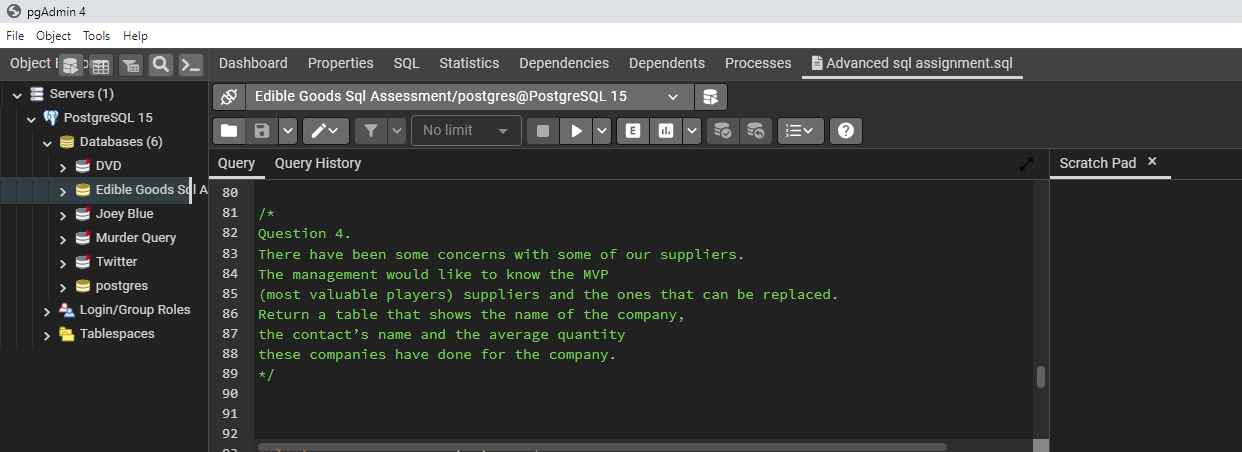 pgAdmin 4
File Object Tools Help
Object
Dashboard Properties SQL Statistics Dependencies Dependents Processes Advanced sql assignment.sql
Servers (1)
Edible Goods Sql Assessment/postgres@PostgreSQL 15
PostgreSQL 15
Databases (6)
No limit
DVD
Query Query History
Scratch Pad
Edible Goods Sql A
Joey Blue
Murder Query
Twitter
postgres
Login/Group Roles
Tablespaces
80
81 /*
82 Question 4.
83 There have been some concerns with some of our suppliers.
84 The management would like to know the MVP
85 (most valuable players) suppliers and the ones that can be replaced.
86 Return a table that shows the name of the company,
87 the contact’s name and the average quantity
88 these companies have done for the company.
89 */
90
91
92